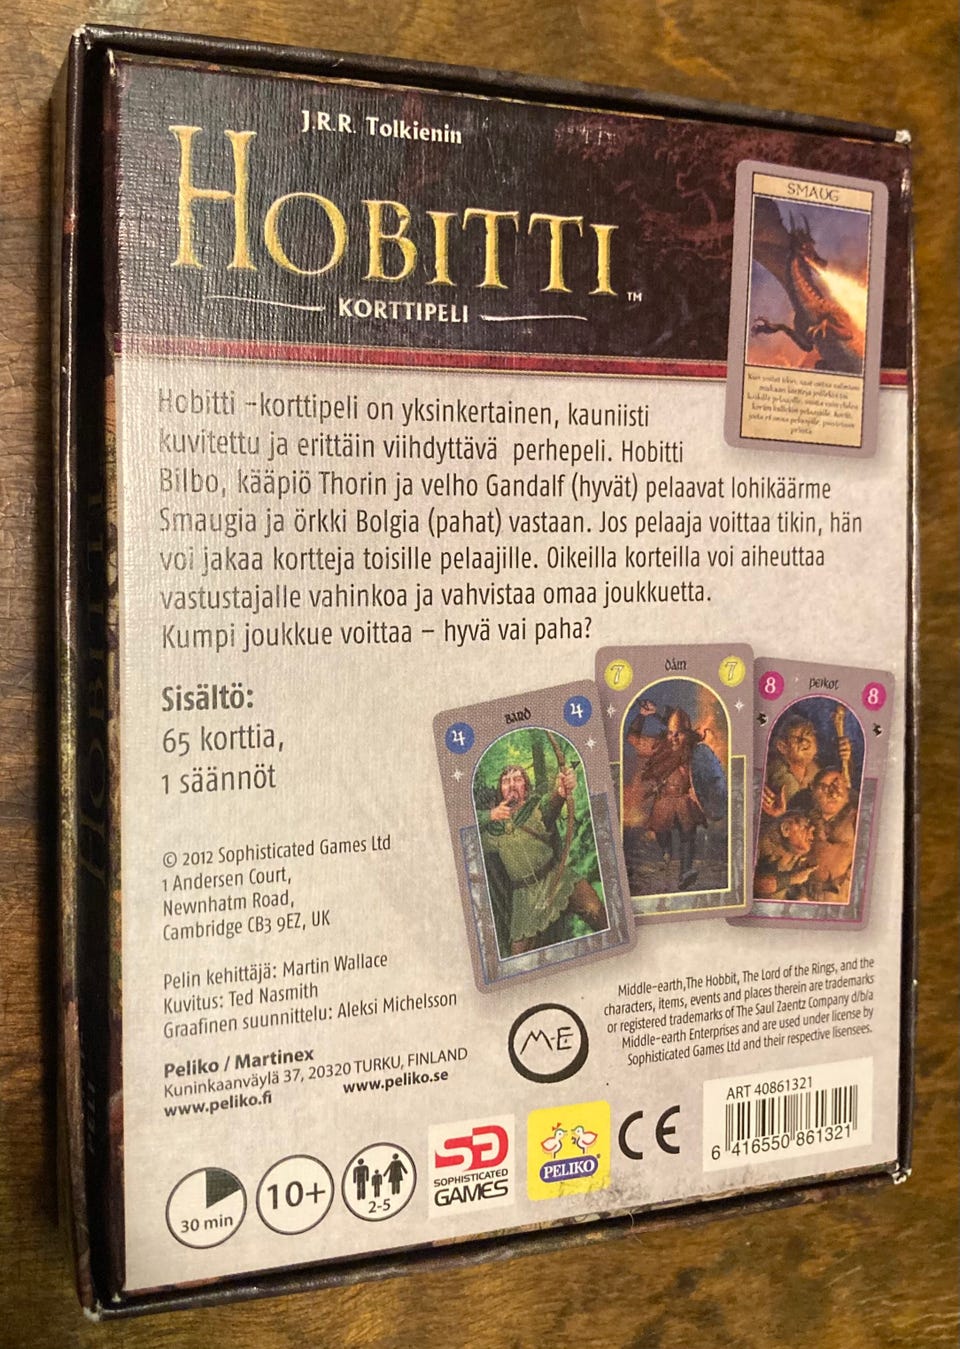 J.R.R. Tolkienin
HOBITTI™
KORTTIPELI
SMAUG
Hobitti -korttipeli on yksinkertainen, kauniisti
kuvitettu ja erittäin viihdyttävä perhepeli. Hobitti
Bilbo, kääpiö Thorin ja velho Gandalf (hyvät) pelaavat lohikäärme
Smaugia ja örkki Bolgia (pahat) vastaan. Jos pelaaja voittaa tikin, hän
voi jakaa kortteja toisille pelaajille. Oikeilla korteilla voi aiheuttaa
vastustajalle vahinkoa ja vahvistaa omaa joukkuetta.
Kumpi joukkue voittaa – hyvä vai paha?
Sisältö:
65 korttia,
1 säännöt
4 BARD 4
7 DÁIN 7
8 PEIKOT 8
© 2012 Sophisticated Games Ltd
1 Andersen Court,
Newnhatm Road,
Cambridge CB3 9EZ, UK
Pelin kehittäjä: Martin Wallace
Kuvitus: Ted Nasmith
Graafinen suunnittelu: Aleksi Michelsson
Peliko / Martinex
Kuninkaanväylä 37, 20320 TURKU, FINLAND
www.peliko.fi www.peliko.se
M-E
Middle-earth,The Hobbit, The Lord of the Rings, and the
characters, items, events and places therein are trademarks
or registered trademarks of The Saul Zaentz Company d/b/a
Middle-earth Enterprises and are used under license by
Sophisticated Games Ltd and their respective lisensees.
30 min
10+
2-5
SG
SOPHISTICATED
GAMES
PELIKO
CE
ART 40861321
6 416550 861321
HOBITTI